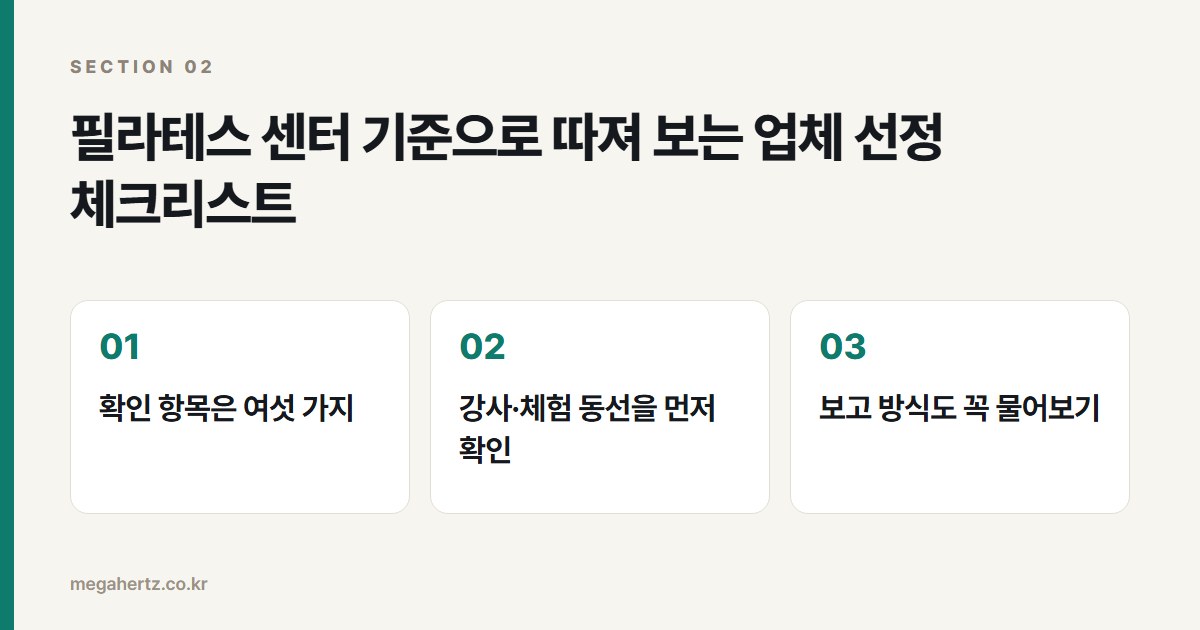 SECTION 02
필라테스 센터 기준으로 따져 보는 업체 선정
체크리스트
01
확인 항목은 여섯 가지
02
강사·체험 동선을 먼저
확인
03
보고 방식도 꼭 물어보기
megahertz.co.kr